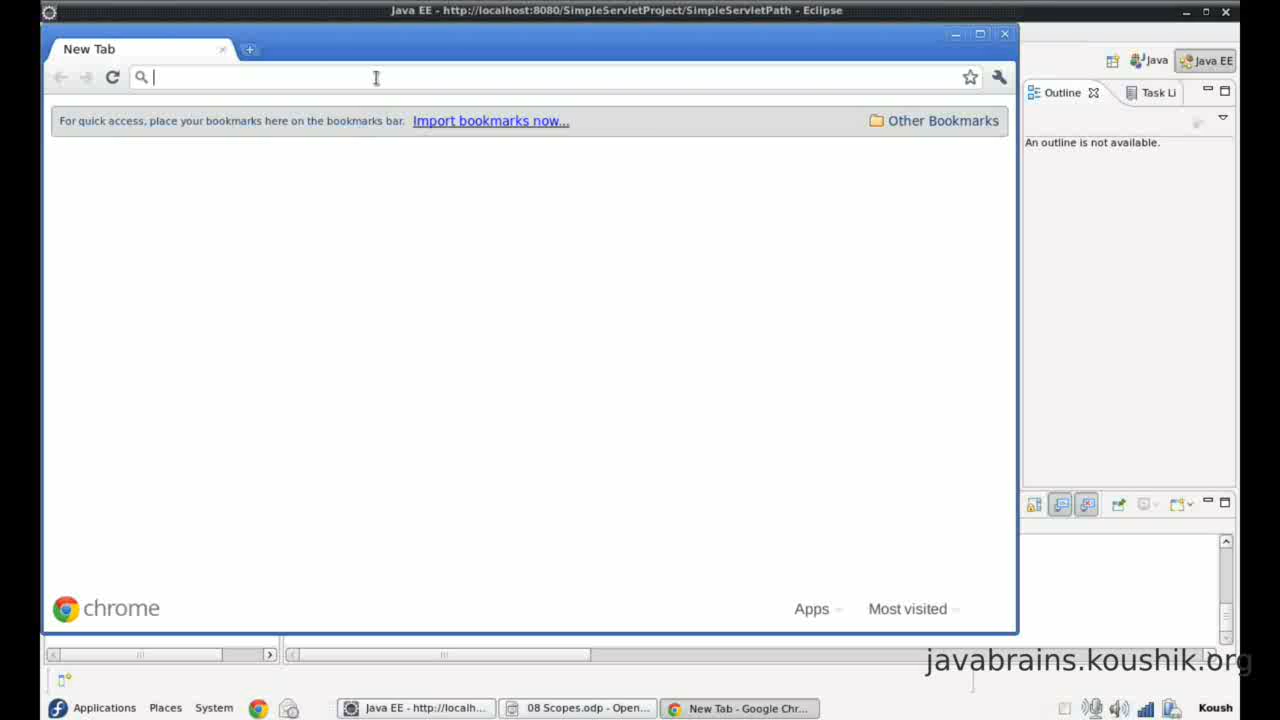 Java EE - http://localhost:8080/SimpleServletProject/SimpleServletPath - Eclipse
New Tab
Java
Java EE
Outline
Task Li
For quick access, place your bookmarks here on the bookmarks bar. Import bookmarks now...
Other Bookmarks
An outline is not available.
chrome
Apps
Most visited
javabrains.koushik.org
Applications Places System
Java EE - http://localh...
08 Scopes.odp - Open...
New Tab - Google Chr...
Koush